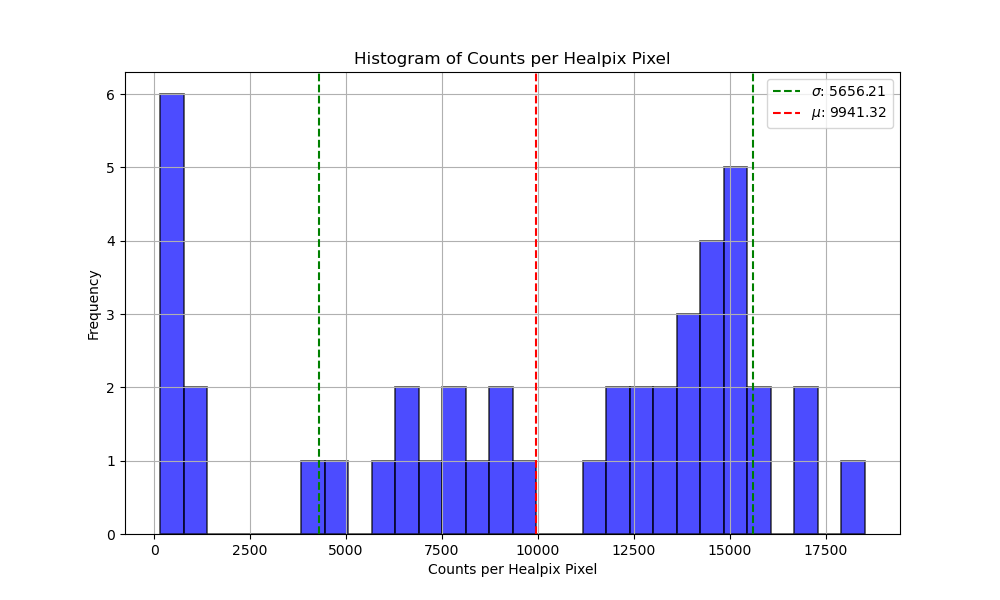 Histogram of Counts per Healpix Pixel
σ: 5656.21
μ: 9941.32
Frequency
6
5
4
3
2
1
0
0 2500 5000 7500 10000 12500 15000 17500
Counts per Healpix Pixel